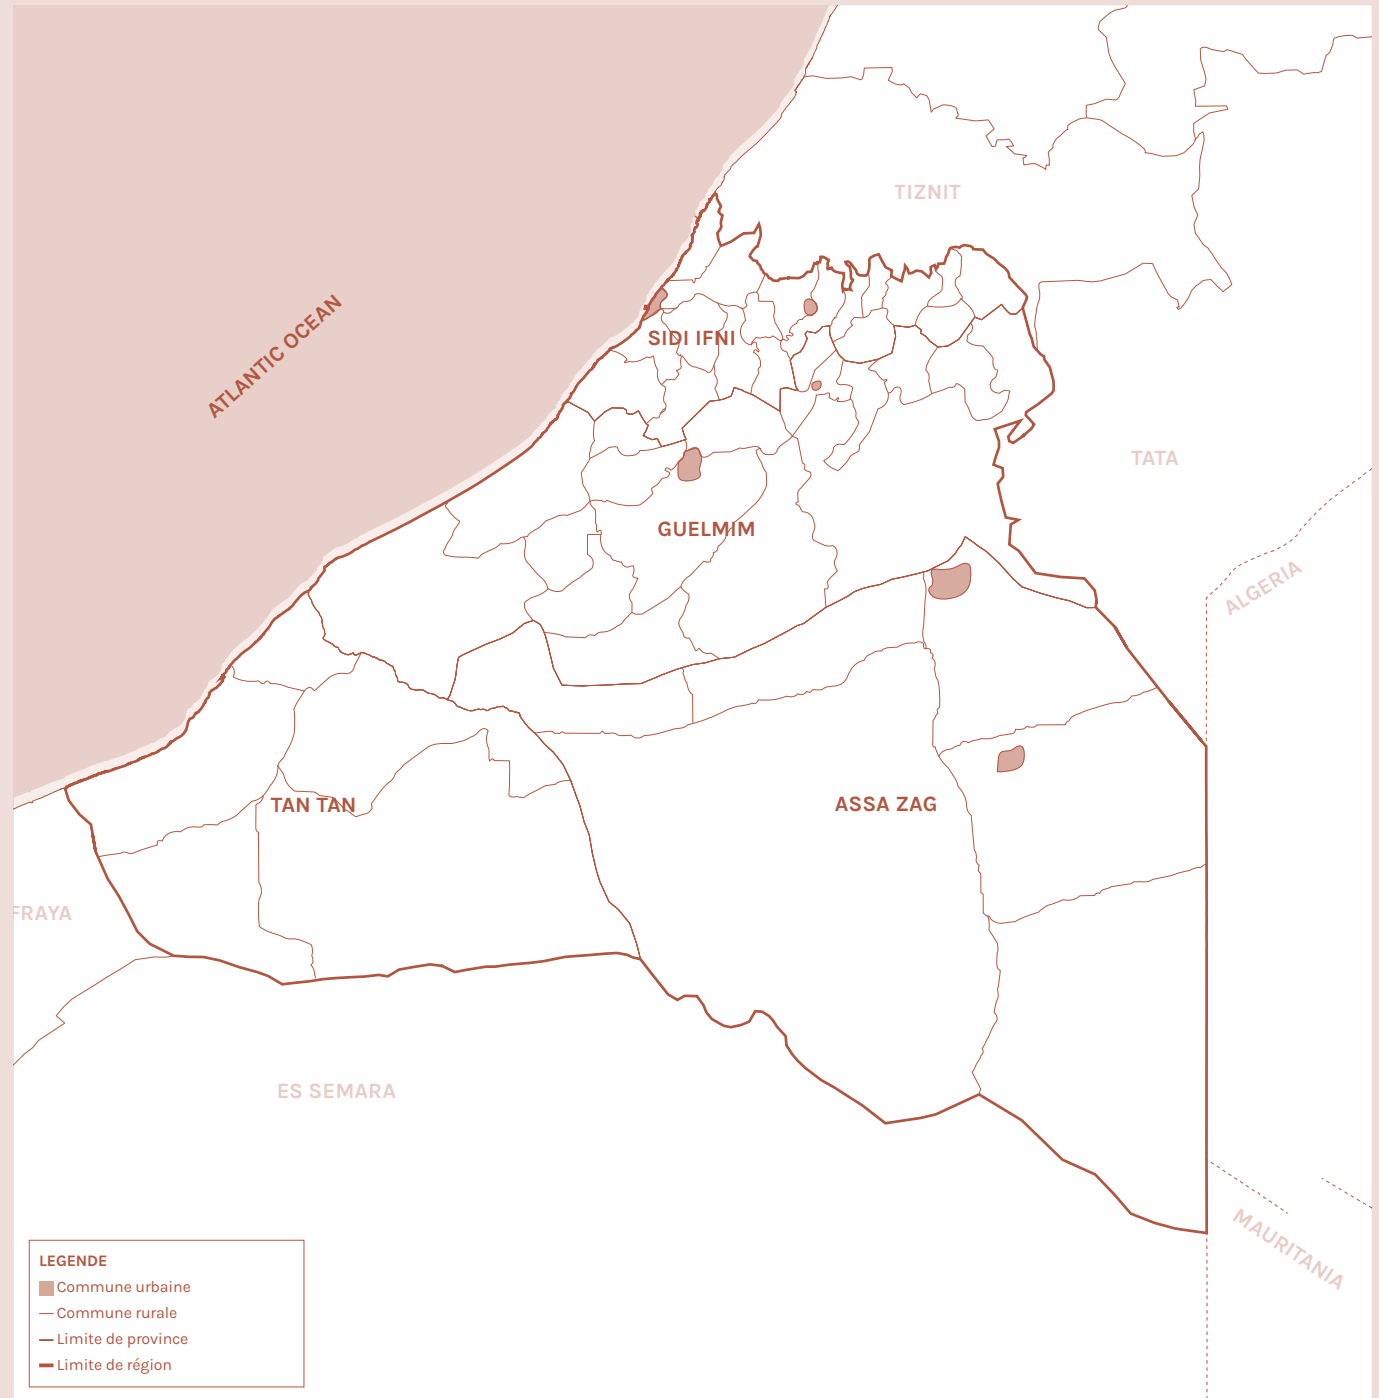 TIZNIT
ATLANTIC OCEAN
SIDI IFNI
TATA
GUELMIM
ALGERIA
TAN TAN
ASSA ZAG
FRAYA
ES SEMARA
MAURITANIA
LEGENDE
Commune urbaine
Commune rurale
Limite de province
Limite de région